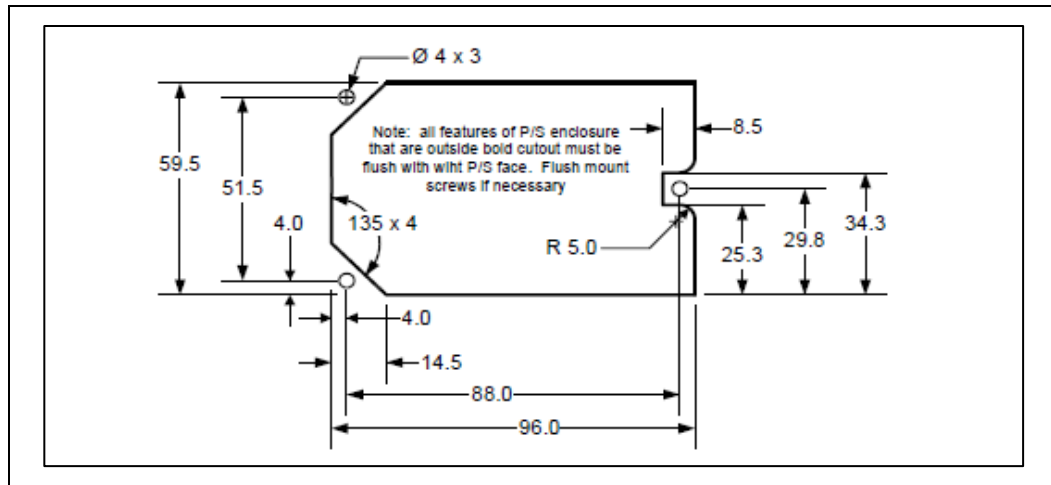 Ø 4 x 3
Note: all features of P/S enclosure
that are outside bold cutout must be
flush with wiht P/S face. Flush mount
screws if necessary
8.5
59.5
51.5
4.0
135 x 4
R 5.0
34.3
29.8
25.3
4.0
14.5
88.0
96.0